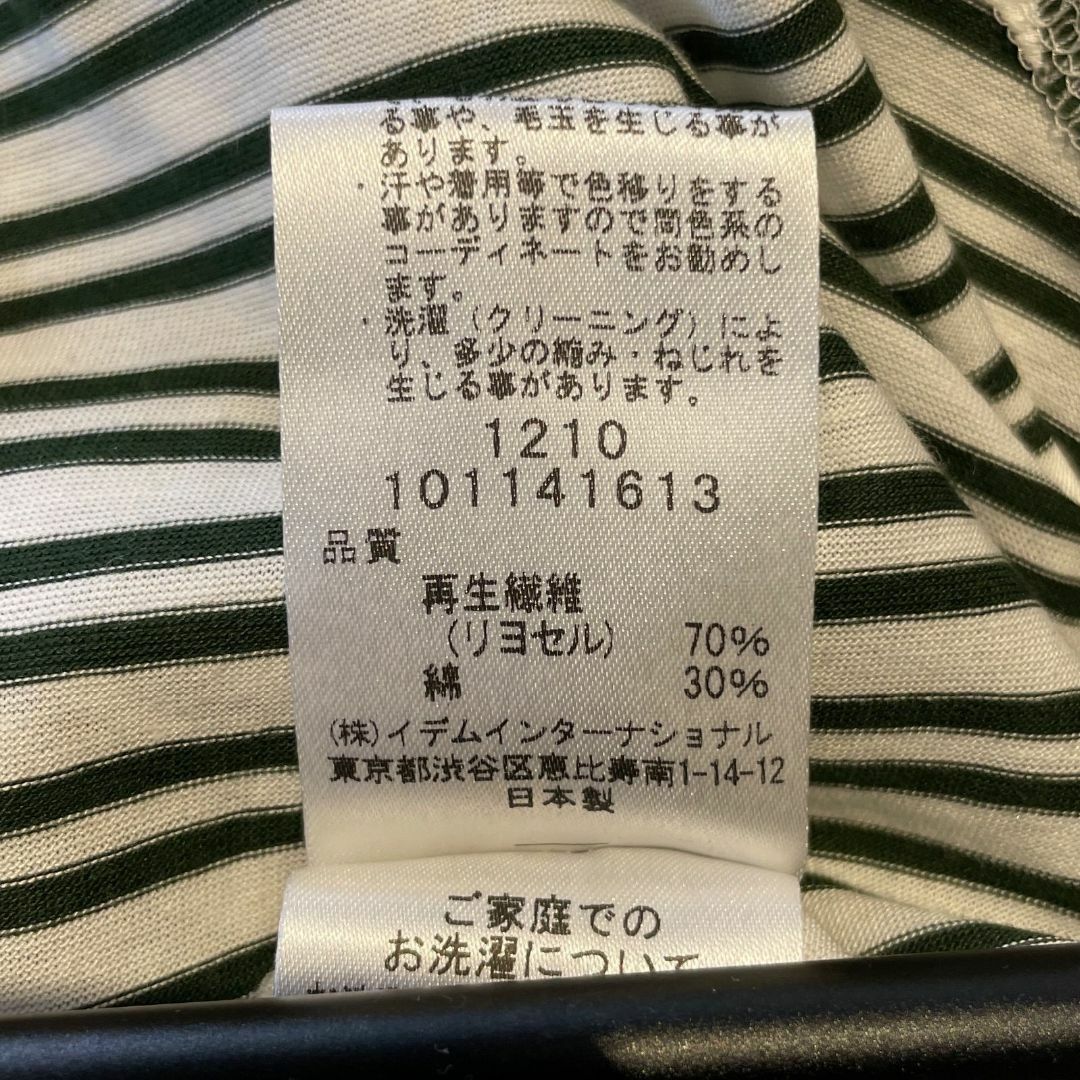 る事や、毛玉を生じる事が
あります。
・汗や着用等で色移りをする
事がありますので同色系の
コーディネートをお勧めし
ます。
・洗濯（クリーニング）によ
り、多少の縮み・ねじれを
生じる事があります。
1210
101141613
品質
再生繊維
(リヨセル) 70%
綿 30%
(株)イデムインターナショナル
東京都渋谷区恵比寿南1-14-12
日本製
ご家庭での
お洗濯について